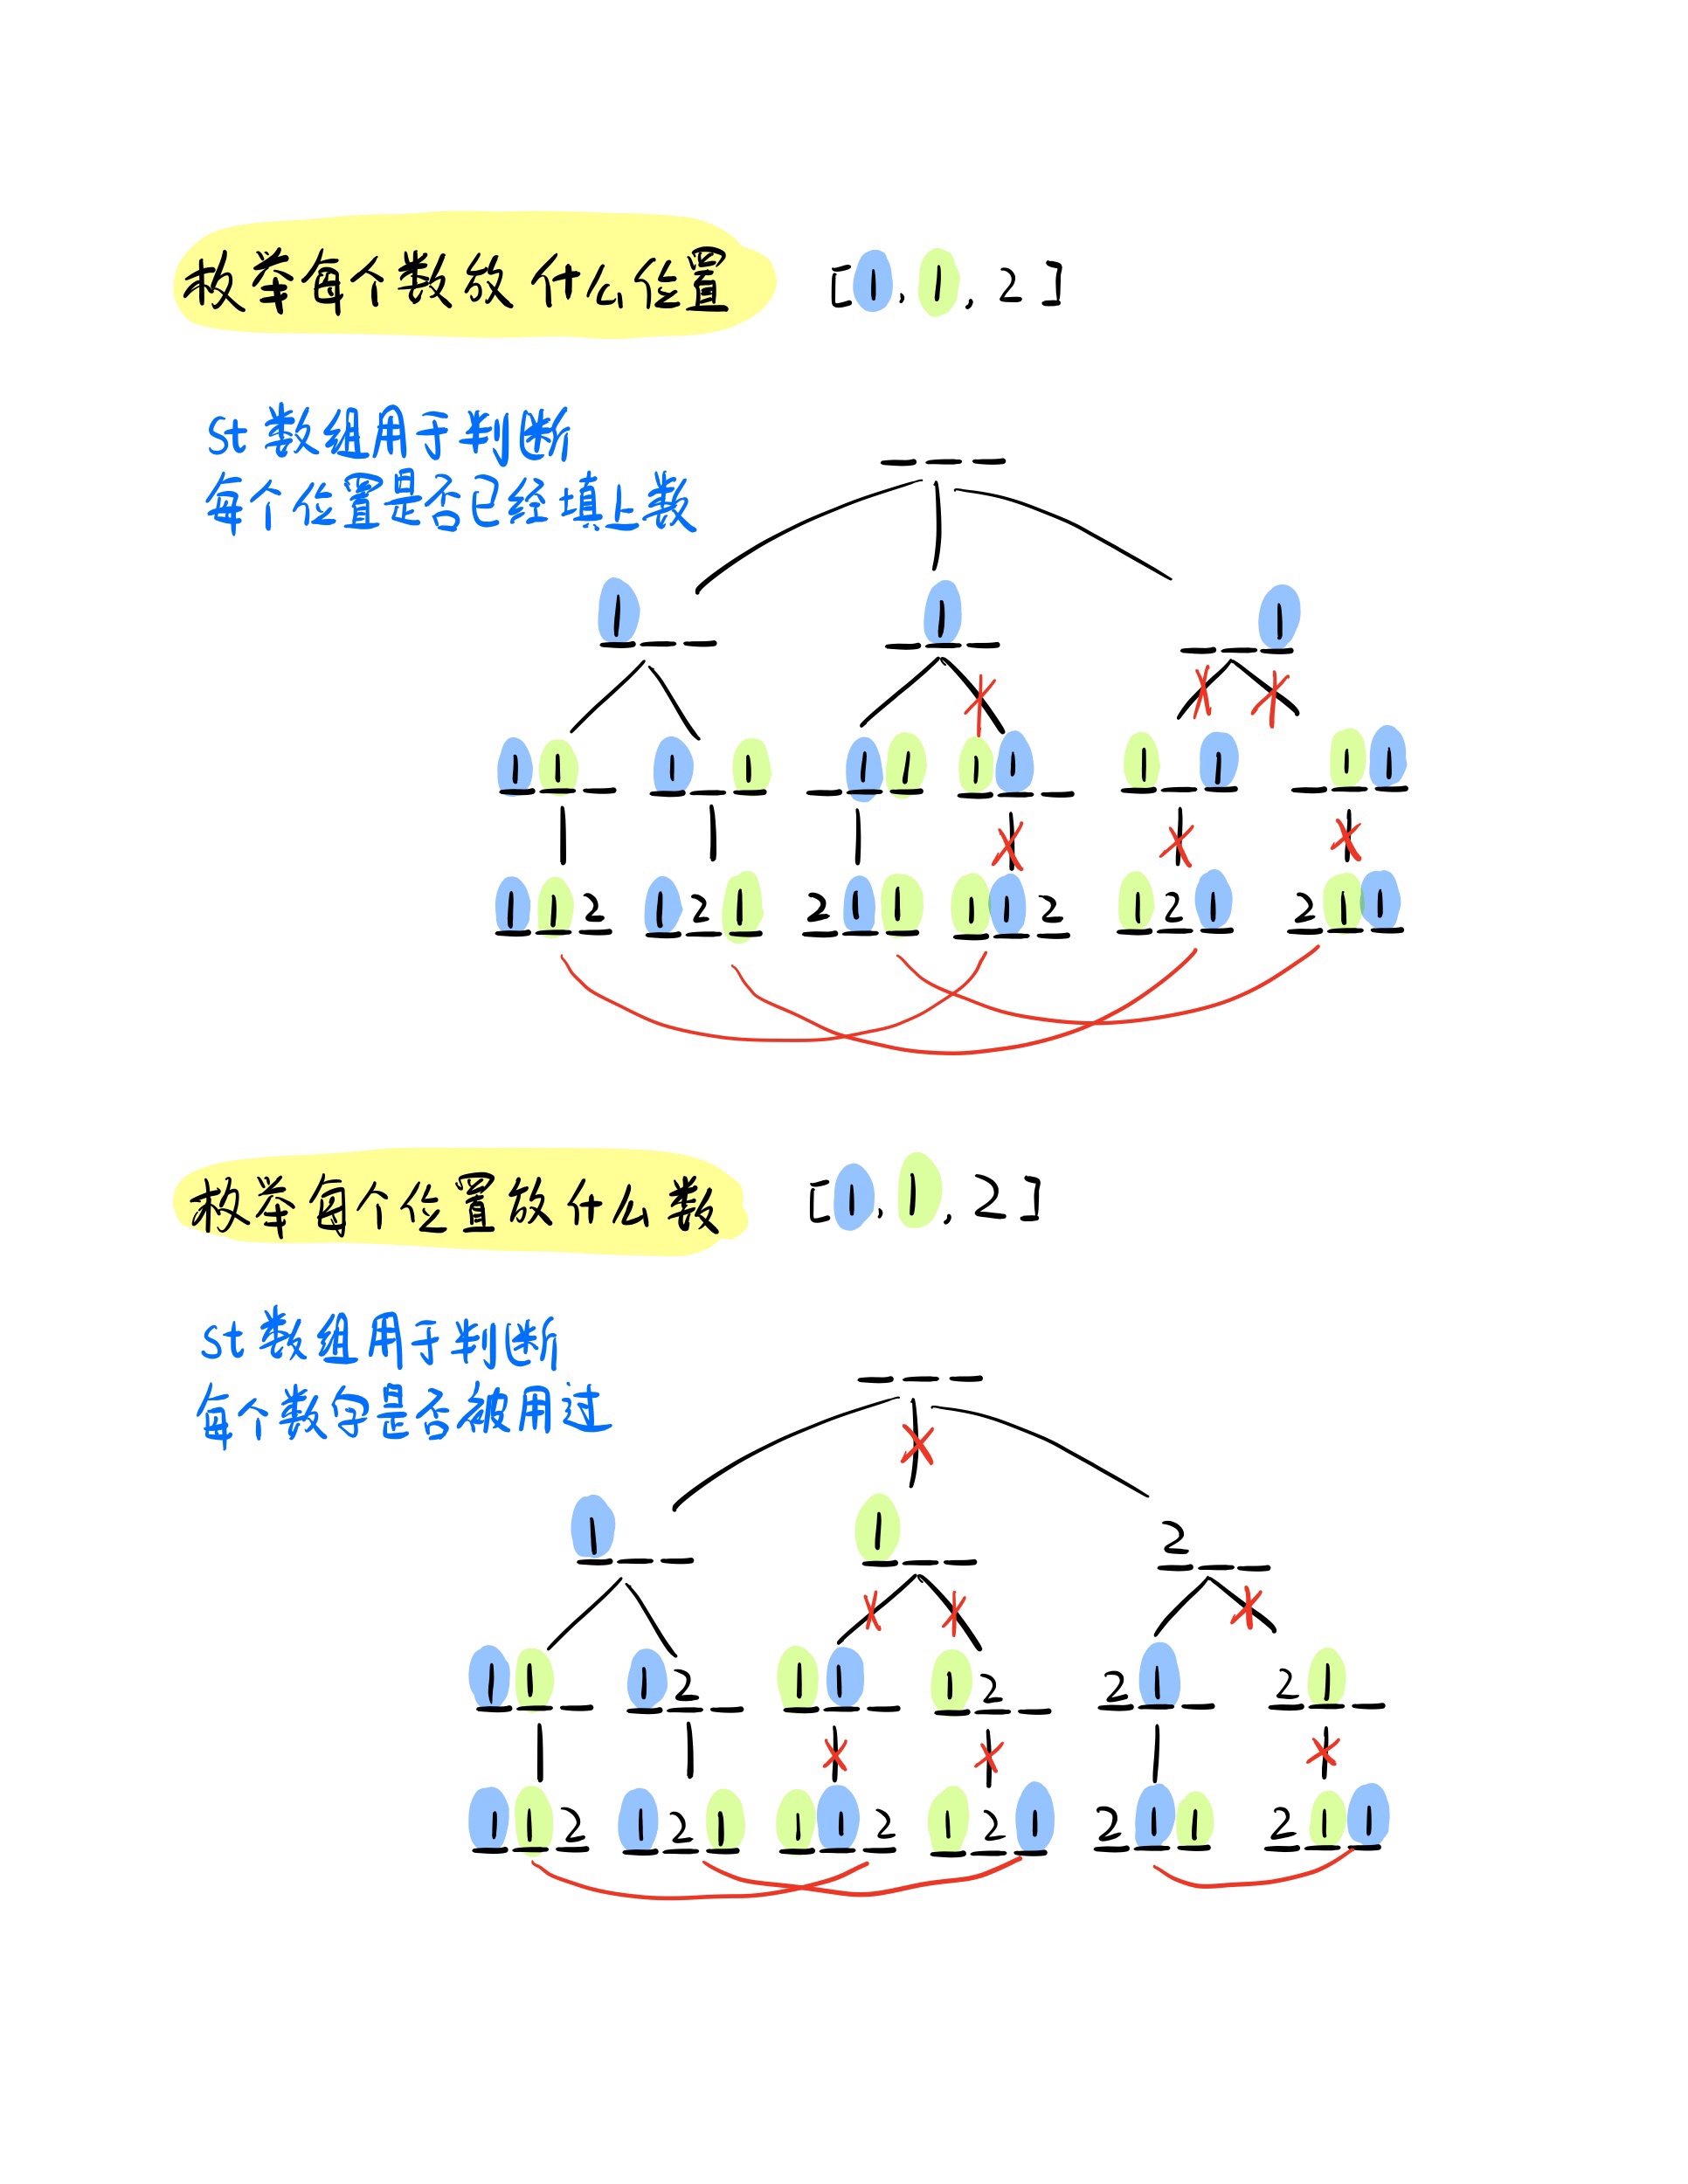 枚举每个数放什么位置 [1, 1, 2]
st数组用于判断
每个位置是否已经填上数
_ _ _
1 _ _ _ 1 _ _ _ 1
1 1 _ 1 _ 1 _ 1 1 1 1 _ 1 _ 1 _ 1 1
1 1 2 1 2 1 2 1 1 1 1 2 1 2 1 2 1 1
枚举每个位置放什么数 [1, 1, 2]
st数组用于判断
每个数字是否被用过
_ _ _
1 _ _ 1 _ _ 2 _ _
1 1 _ 1 2 _ 1 1 _ 1 2 _ 2 1 _ 2 1 _
1 1 2 1 2 1 1 1 2 1 2 1 2 1 1 2 1 1